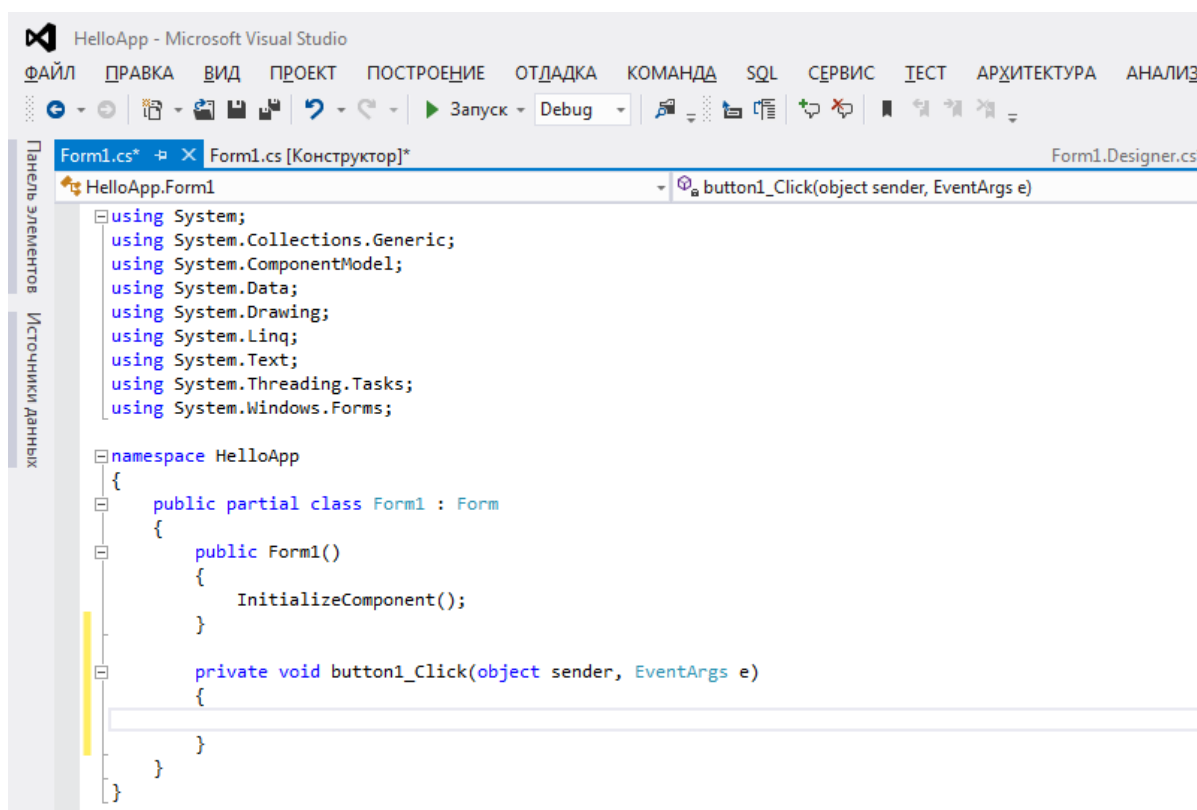 HelloApp - Microsoft Visual Studio
ФАЙЛ ПРАВКА ВИД ПРОЕКТ ПОСТРОЕНИЕ ОТЛАДКА КОМАНДА SQL СЕРВИС ТЕСТ АРХИТЕКТУРА АНАЛИЗ
Запуск Debug
Панель элементов
Источники данных
Form1.cs* Form1.cs [Конструктор]* Form1.Designer.cs
HelloApp.Form1 button1_Click(object sender, EventArgs e)
using System;
using System.Collections.Generic;
using System.ComponentModel;
using System.Data;
using System.Drawing;
using System.Linq;
using System.Text;
using System.Threading.Tasks;
using System.Windows.Forms;
namespace HelloApp
{
public partial class Form1 : Form
{
public Form1()
{
InitializeComponent();
}
private void button1_Click(object sender, EventArgs e)
{
}
}
}